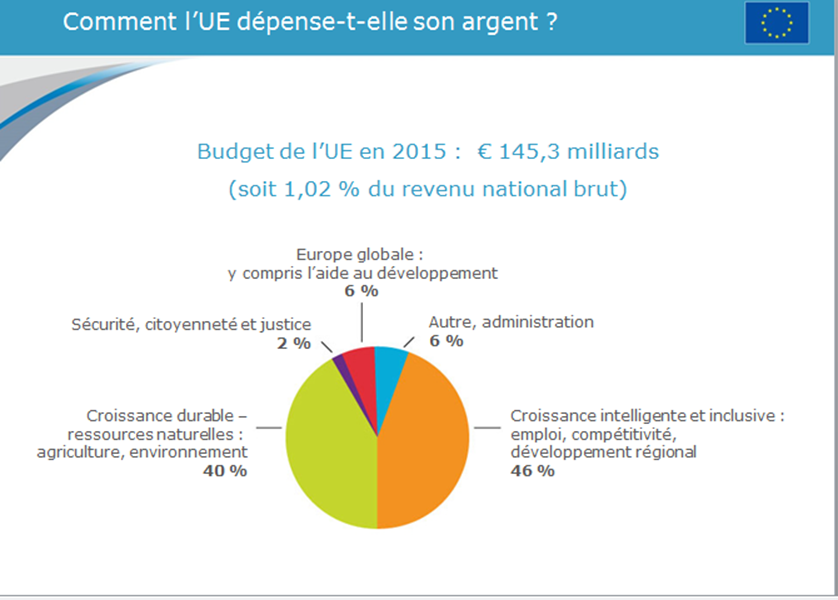 Comment l'UE dépense-t-elle son argent ?
Budget de l'UE en 2015 : € 145,3 milliards
(soit 1,02 % du revenu national brut)
Europe globale :
y compris l'aide au développement
6 %
Sécurité, citoyenneté et justice
2 %
Autre, administration
6 %
Croissance durable –
ressources naturelles :
agriculture, environnement
40 %
Croissance intelligente et inclusive :
emploi, compétitivité,
développement régional
46 %